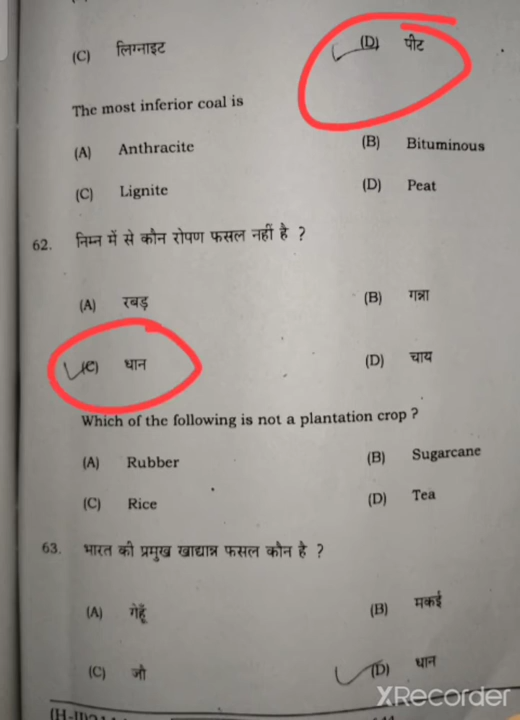 (C) लिग्नाइट (D) पीट
The most inferior coal is
(A) Anthracite (B) Bituminous
(C) Lignite (D) Peat
62. निम्न में से कौन रोपण फसल नहीं है ?
(A) रबड़ (B) गन्ना
(C) धान (D) चाय
Which of the following is not a plantation crop ?
(A) Rubber (B) Sugarcane
(C) Rice (D) Tea
63. भारत की प्रमुख खाद्यान्न फसल कौन है ?
(A) गेहूँ (B) मकई
(C) जौ (D) धान
XRecorder